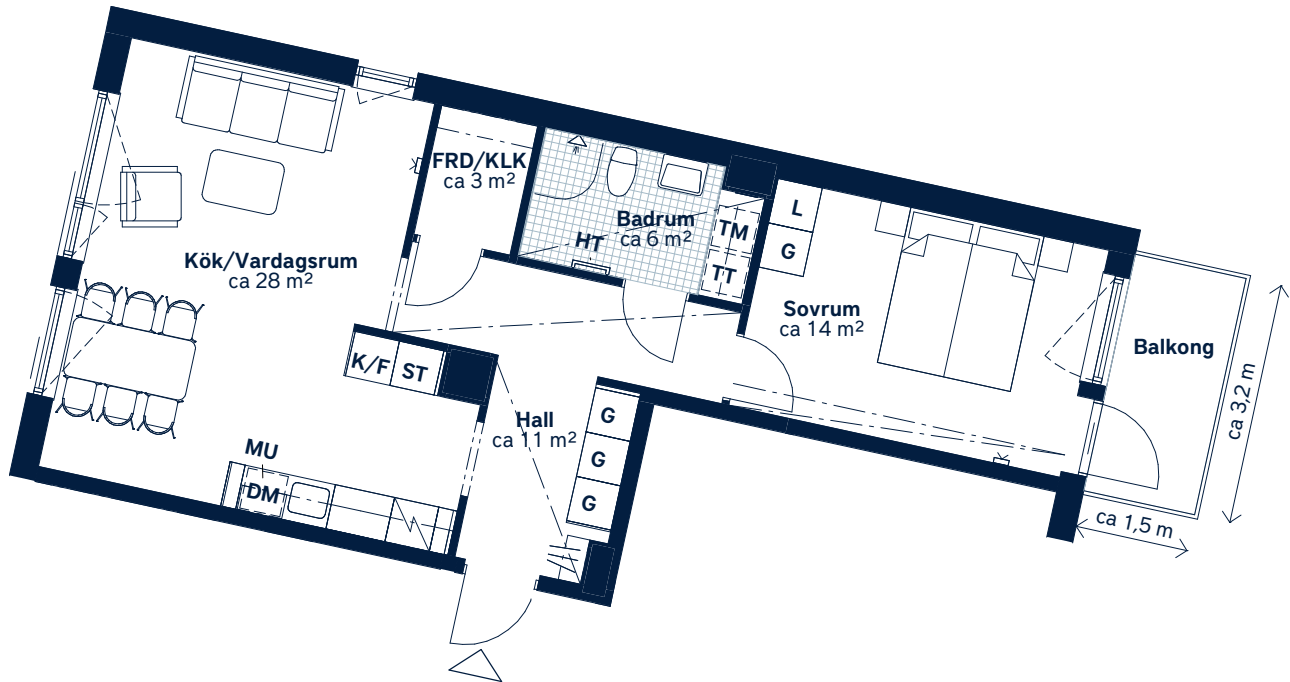 FRD/KLK
ca 3 m²
Badrum
ca 6 m²
HT
TM
TT
L
G
Kök/Vardagsrum
ca 28 m²
Sovrum
ca 14 m²
Balkong
ca 3,2 m
ca 1,5 m
K/F
ST
Hall
ca 11 m²
G
G
G
MU
DM